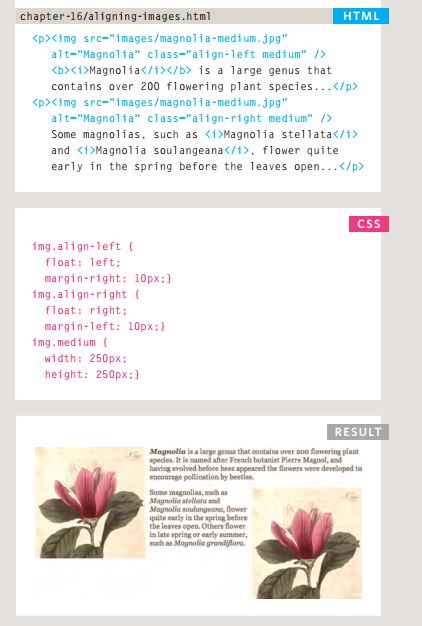 chapter-16/aligning-images.html
HTML
<p><img src="images/magnolia-medium.jpg"
alt="Magnolia" class="align-left medium" />
<b><i>Magnolia</i></b> is a large genus that
contains over 200 flowering plant species...</p>
<p><img src="images/magnolia-medium.jpg"
alt="Magnolia" class="align-right medium" />
Some magnolias, such as <i>Magnolia stellata</i>
and <i>Magnolia soulangeana</i>, flower quite
early in the spring before the leaves open...</p>
CSS
img.align-left {
float: left;
margin-right: 10px;}
img.align-right {
float: right;
margin-left: 10px;}
img.medium {
width: 250px;
height: 250px;}
RESULT
Magnolia is a large genus that contains over 200 flowering plant
species. It is named after French botanist Pierre Magnol, and
having evolved before bees appeared the flowers were developed to
encourage pollination by beetles.
Some magnolias, such as
Magnolia stellata and
Magnolia soulangeana, flower
quite early in the spring before
the leaves open. Others flower
in late spring or early summer,
such as Magnolia grandiflora.